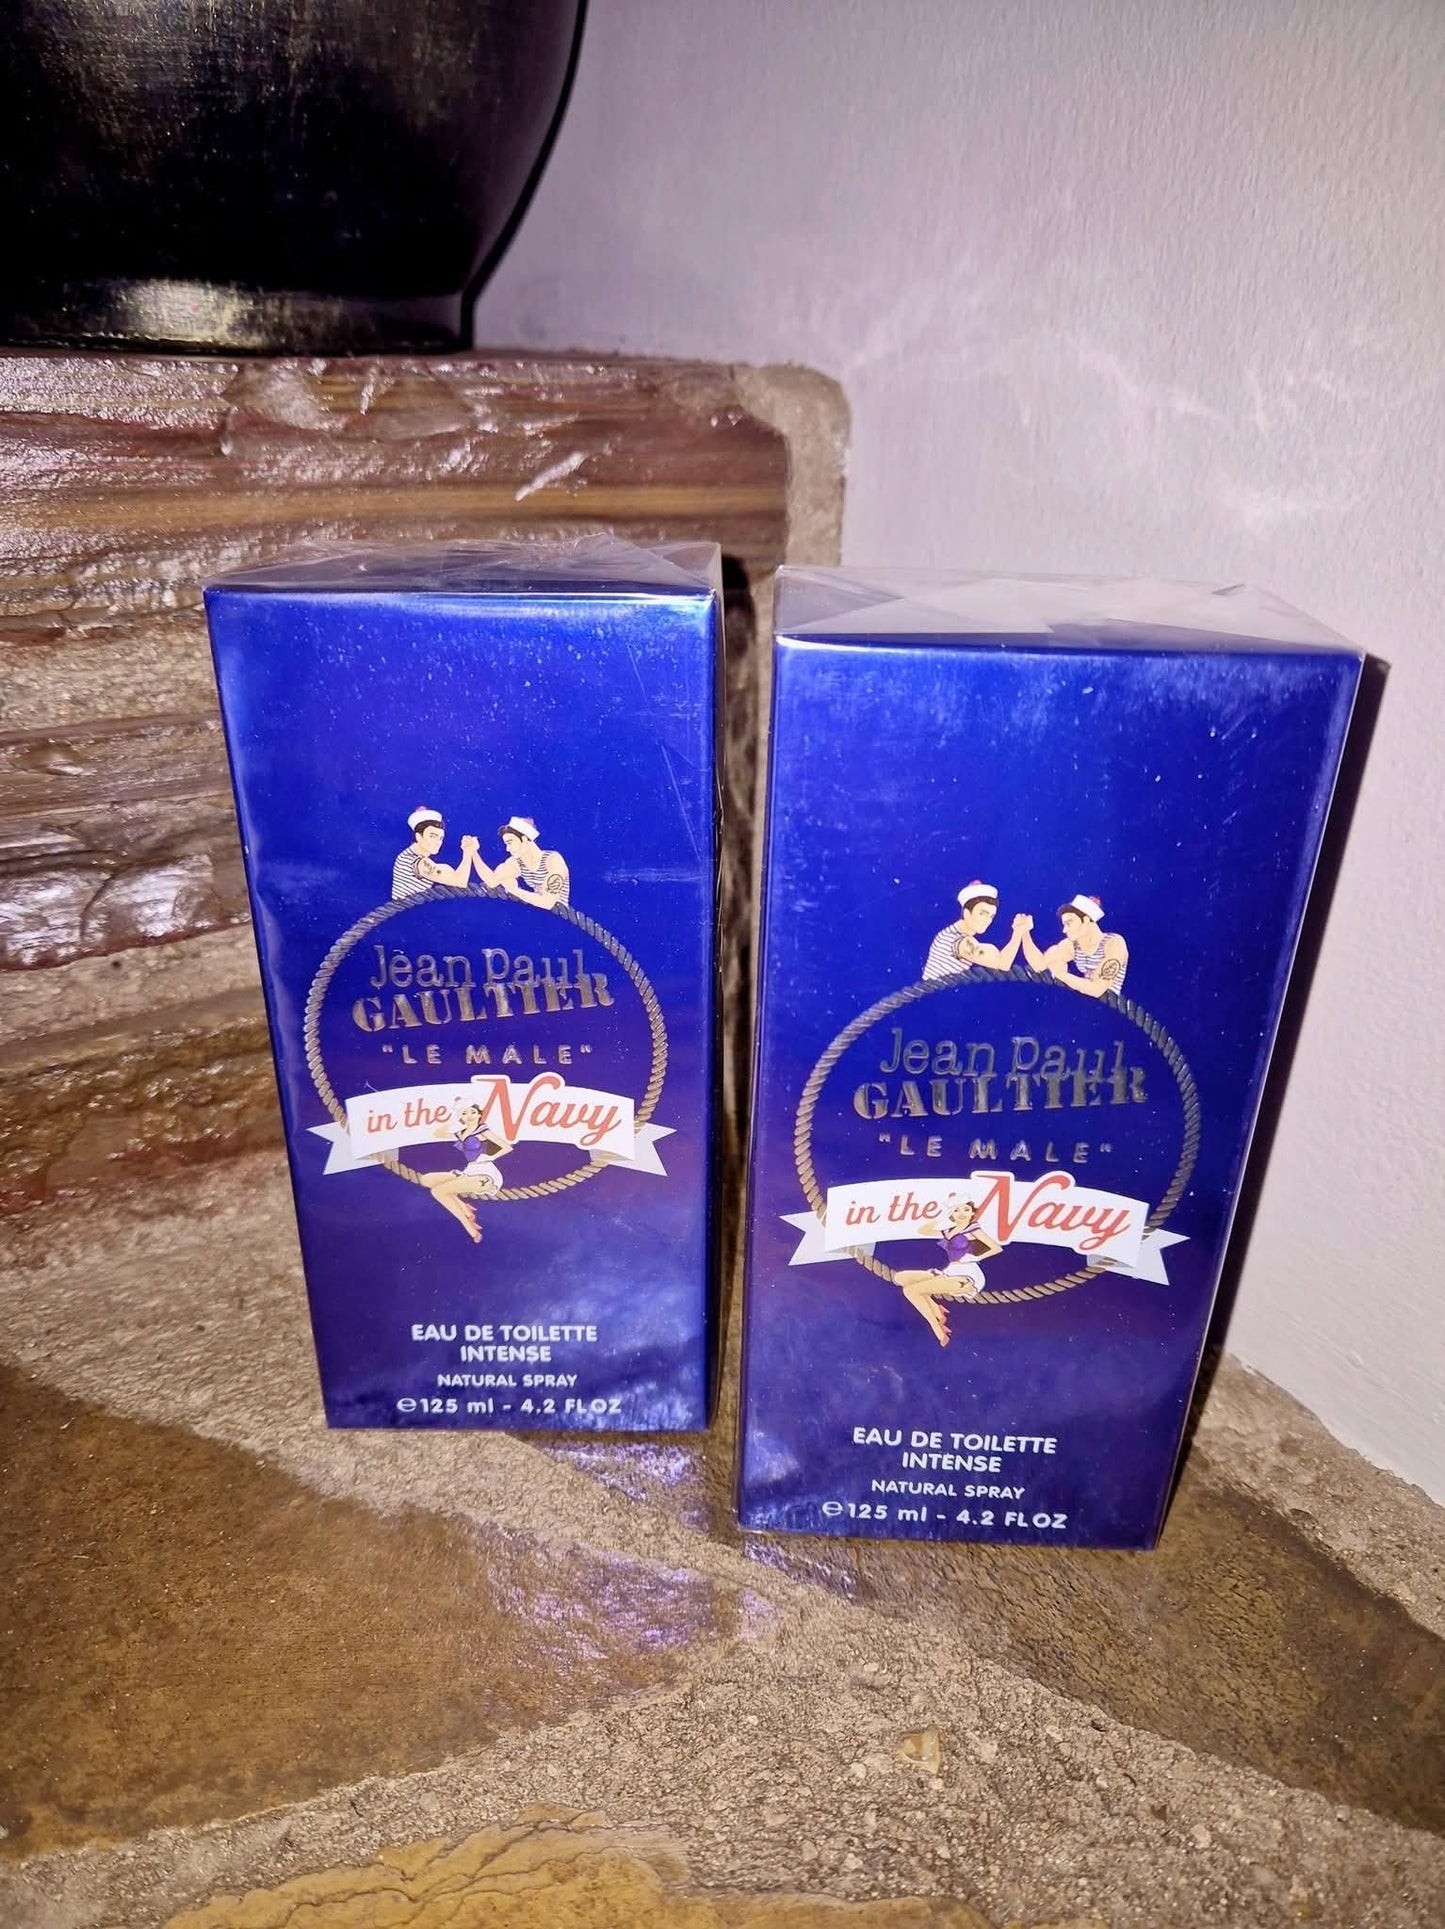 Jean Paul
GAULTIER
"LE MALE"
in the Navy
EAU DE TOILETTE
INTENSE
NATURAL SPRAY
℮125 ml - 4.2 FL OZ
Jean Paul
GAULTIER
"LE MALE"
in the Navy
EAU DE TOILETTE
INTENSE
NATURAL SPRAY
℮125 ml - 4.2 FL OZ